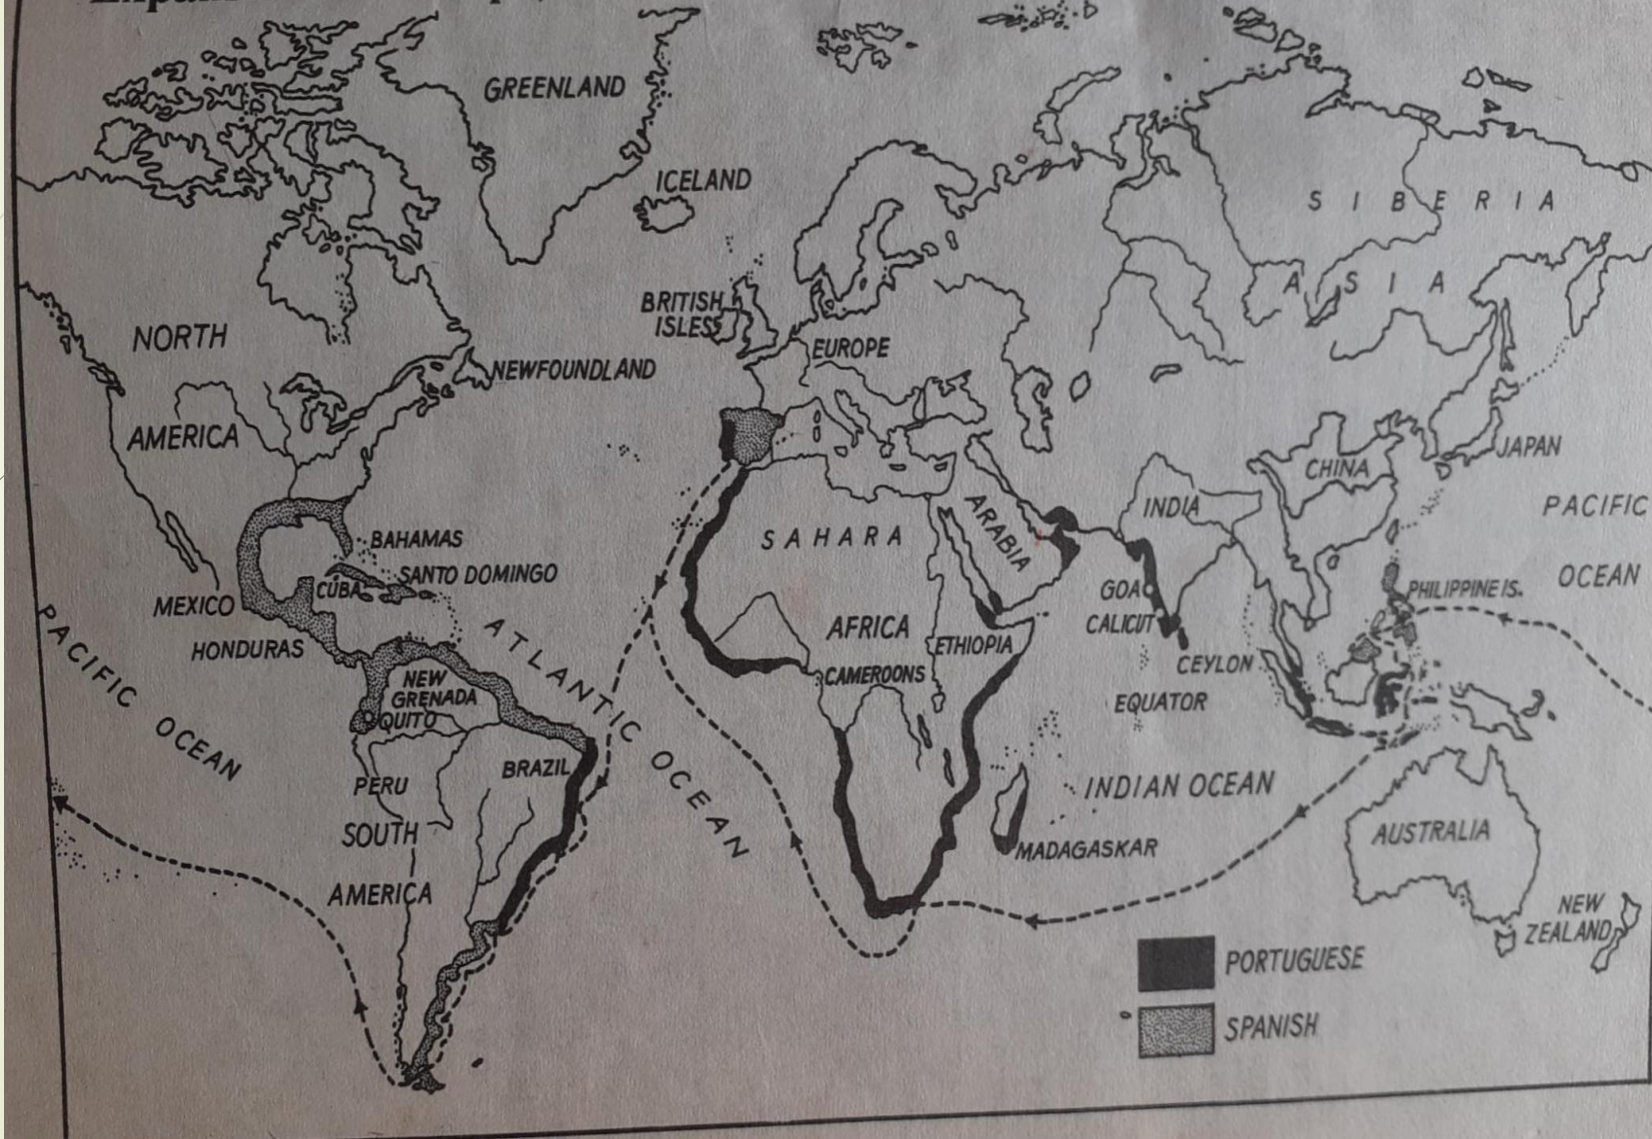 GREENLAND
ICELAND
SIBERIA
ASIA
BRITISH
ISLES
NORTH
EUROPE
NEWFOUNDLAND
AMERICA
JAPAN
CHINA
INDIA
PACIFIC
OCEAN
ARABIA
SAHARA
BAHAMAS
SANTO DOMINGO
CUBA
MEXICO
GOA
PHILIPPINE IS.
CALICUT
AFRICA
ETHIOPIA
HONDURAS
CEYLON
CAMEROONS
NEW
GRENADA
EQUATOR
QUITO
PACIFIC OCEAN
ATLANTIC OCEAN
BRAZIL
PERU
INDIAN OCEAN
SOUTH
AMERICA
MADAGASKAR
AUSTRALIA
NEW
ZEALAND
PORTUGUESE
SPANISH